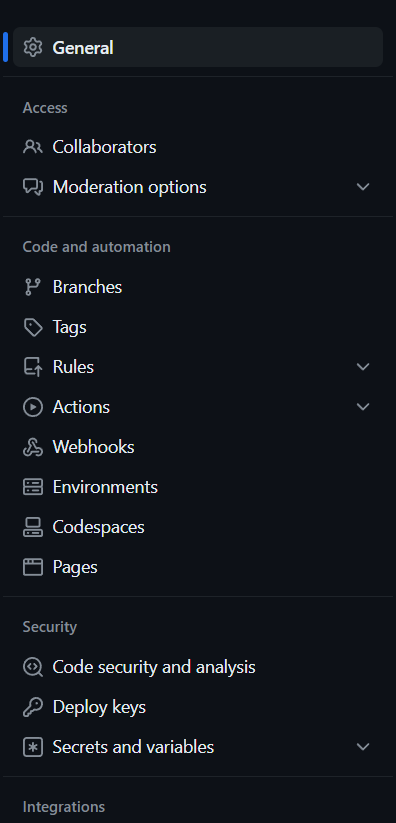 General
Access
Collaborators
Moderation options
Code and automation
Branches
Tags
Rules
Actions
Webhooks
Environments
Codespaces
Pages
Security
Code security and analysis
Deploy keys
Secrets and variables
Integrations